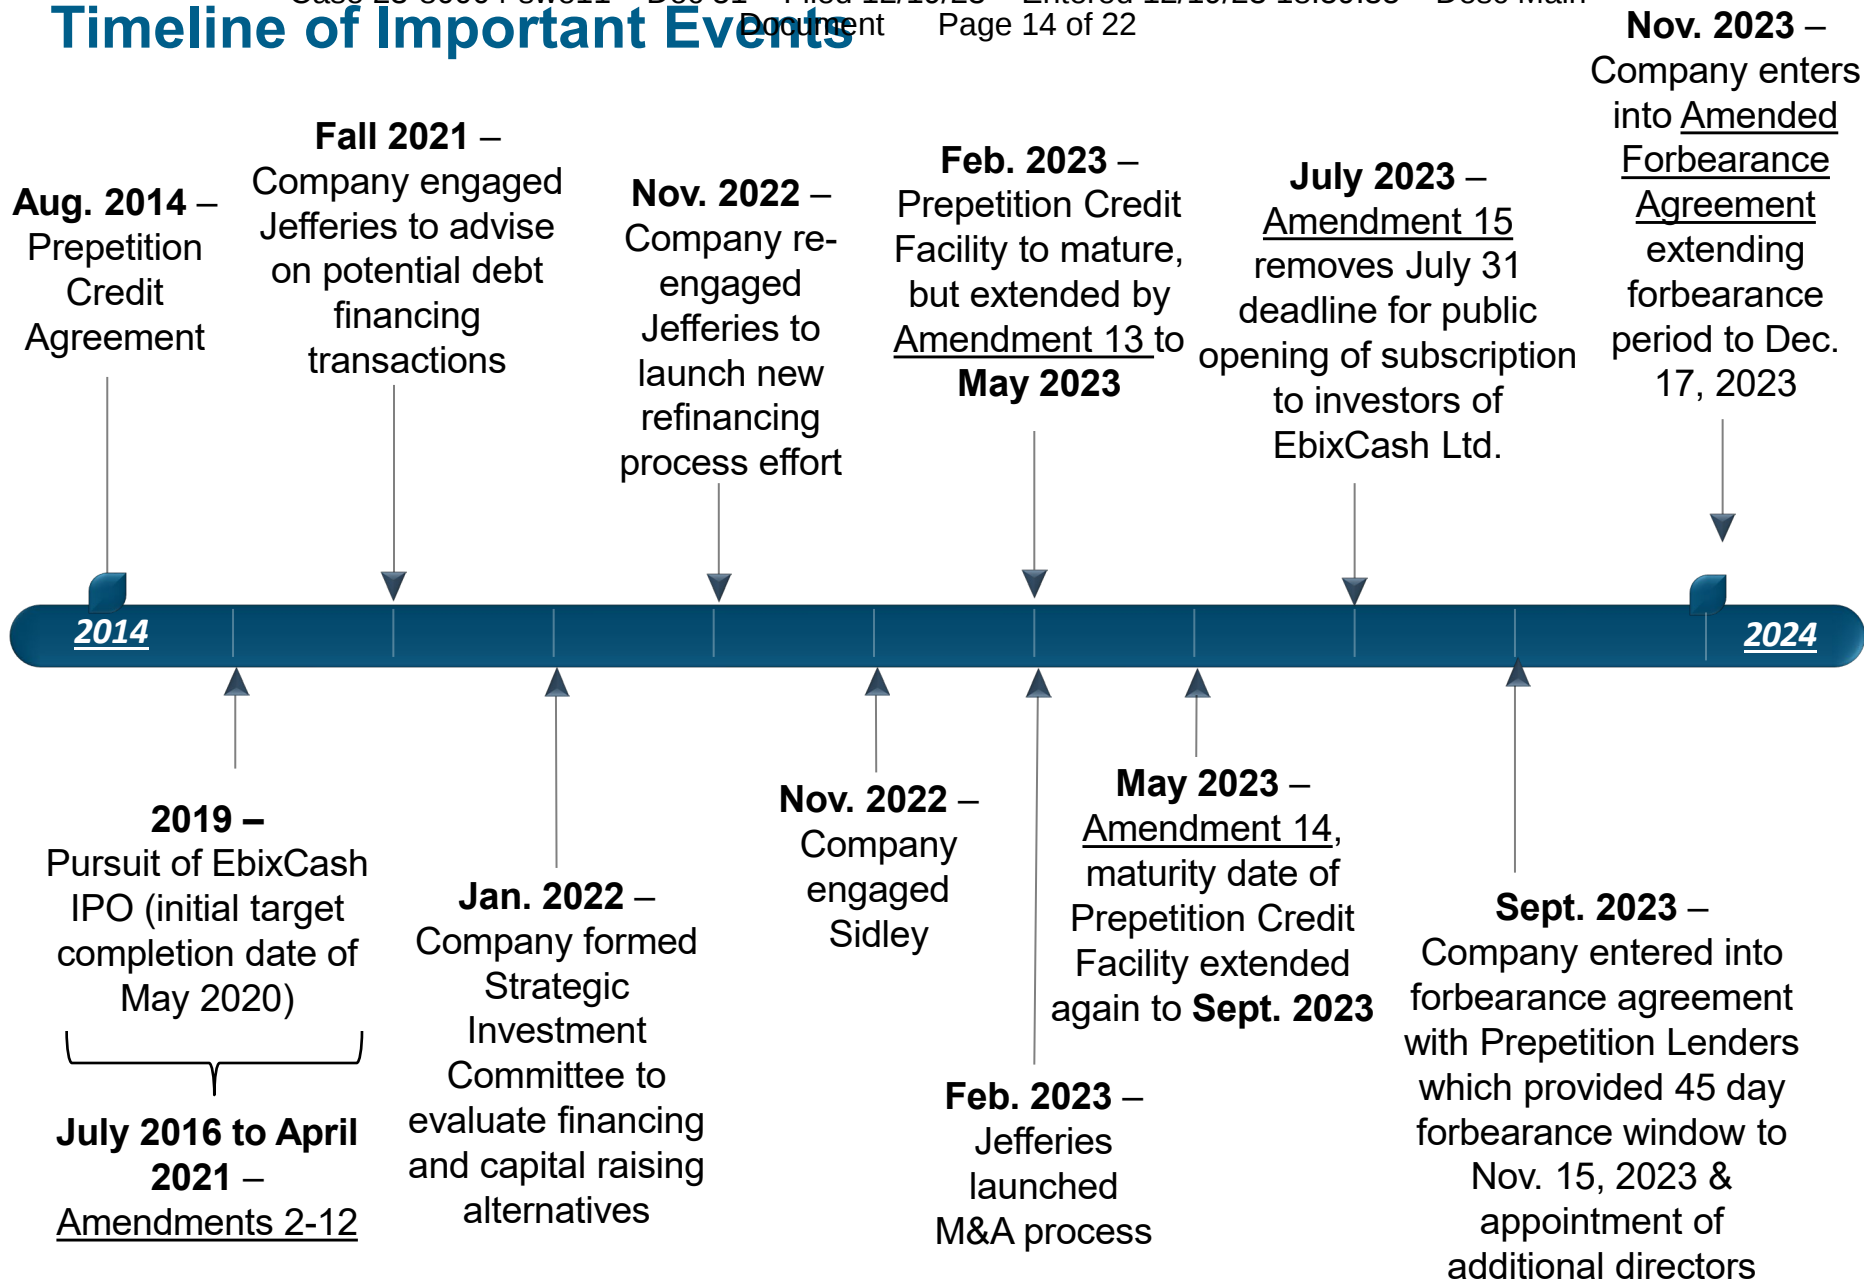 Document Page 14 of 22
Timeline of Important Events
Aug. 2014 –
Prepetition
Credit
Agreement
Fall 2021 –
Company engaged
Jefferies to advise
on potential debt
financing
transactions
Nov. 2022 –
Company re-
engaged
Jefferies to
launch new
refinancing
process effort
Feb. 2023 –
Prepetition Credit
Facility to mature,
but extended by
Amendment 13 to
May 2023
July 2023 –
Amendment 15
removes July 31
deadline for public
opening of subscription
to investors of
EbixCash Ltd.
Nov. 2023 –
Company enters
into Amended
Forbearance
Agreement
extending
forbearance
period to Dec.
17, 2023
2014
2024
2019 –
Pursuit of EbixCash
IPO (initial target
completion date of
May 2020)
July 2016 to April
2021 –
Amendments 2-12
Jan. 2022 –
Company formed
Strategic
Investment
Committee to
evaluate financing
and capital raising
alternatives
Nov. 2022 –
Company
engaged
Sidley
Feb. 2023 –
Jefferies
launched
M&A process
May 2023 –
Amendment 14,
maturity date of
Prepetition Credit
Facility extended
again to Sept. 2023
Sept. 2023 –
Company entered into
forbearance agreement
with Prepetition Lenders
which provided 45 day
forbearance window to
Nov. 15, 2023 &
appointment of
additional directors